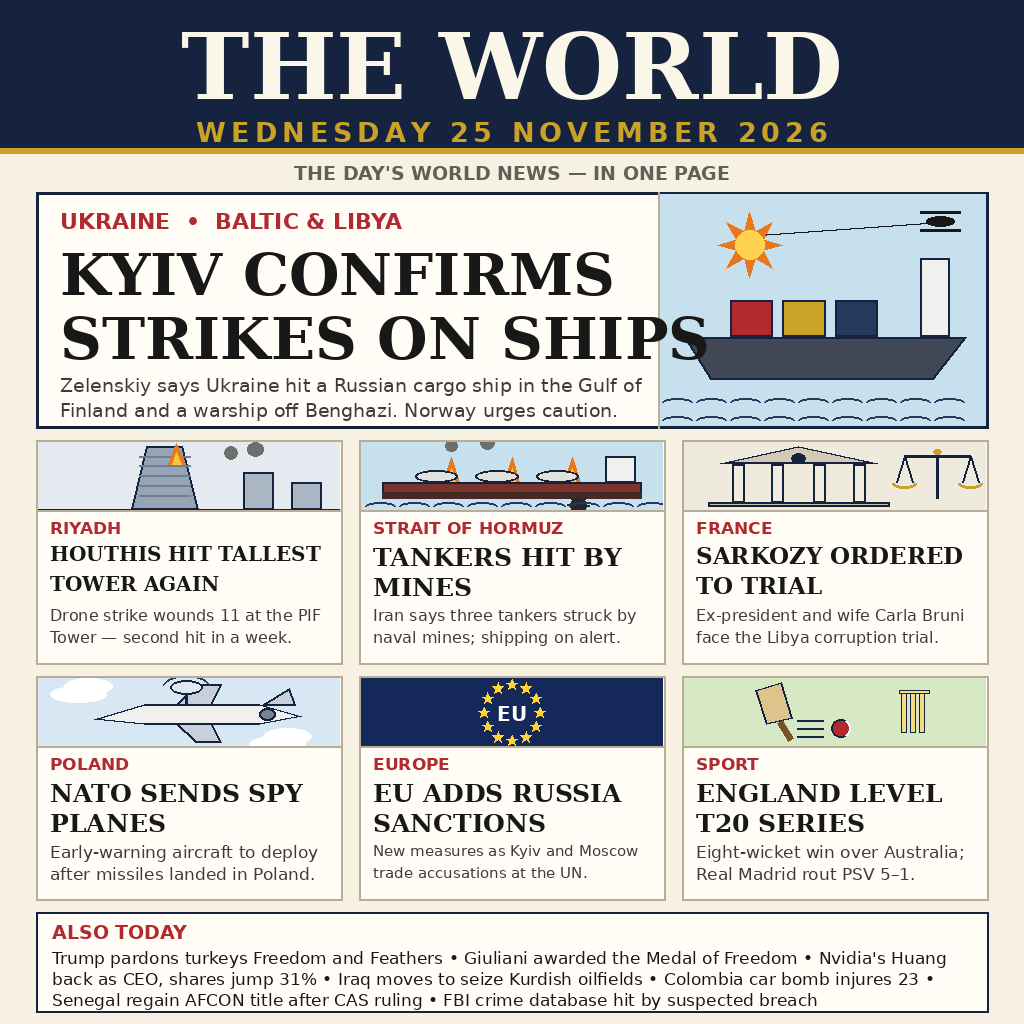 THE WORLD
WEDNESDAY 25 NOVEMBER 2026
THE DAY'S WORLD NEWS — IN ONE PAGE
UKRAINE • BALTIC & LIBYA
KYIV CONFIRMS
STRIKES ON SHIPS
Zelenskiy says Ukraine hit a Russian cargo ship in the Gulf of
Finland and a warship off Benghazi. Norway urges caution.
RIYADH
HOUTHIS HIT TALLEST
TOWER AGAIN
Drone strike wounds 11 at the PIF
Tower — second hit in a week.
STRAIT OF HORMUZ
TANKERS HIT BY
MINES
Iran says three tankers struck by
naval mines; shipping on alert.
FRANCE
SARKOZY ORDERED
TO TRIAL
Ex-president and wife Carla Bruni
face the Libya corruption trial.
POLAND
NATO SENDS SPY
PLANES
Early-warning aircraft to deploy
after missiles landed in Poland.
EU
EUROPE
EU ADDS RUSSIA
SANCTIONS
New measures as Kyiv and Moscow
trade accusations at the UN.
SPORT
ENGLAND LEVEL
T20 SERIES
Eight-wicket win over Australia;
Real Madrid rout PSV 5–1.
ALSO TODAY
Trump pardons turkeys Freedom and Feathers • Giuliani awarded the Medal of Freedom • Nvidia's Huang
back as CEO, shares jump 31% • Iraq moves to seize Kurdish oilfields • Colombia car bomb injures 23 •
Senegal regain AFCON title after CAS ruling • FBI crime database hit by suspected breach